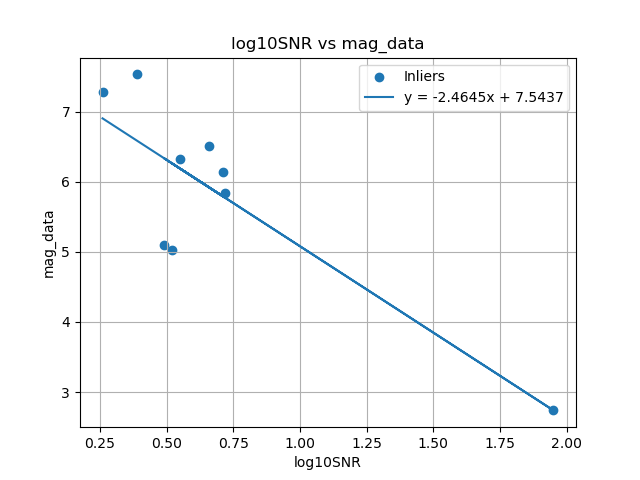 log10SNR vs mag_data
Inliers
y = -2.4645x + 7.5437
7
6
5
4
3
mag_data
0.25 0.50 0.75 1.00 1.25 1.50 1.75 2.00
log10SNR